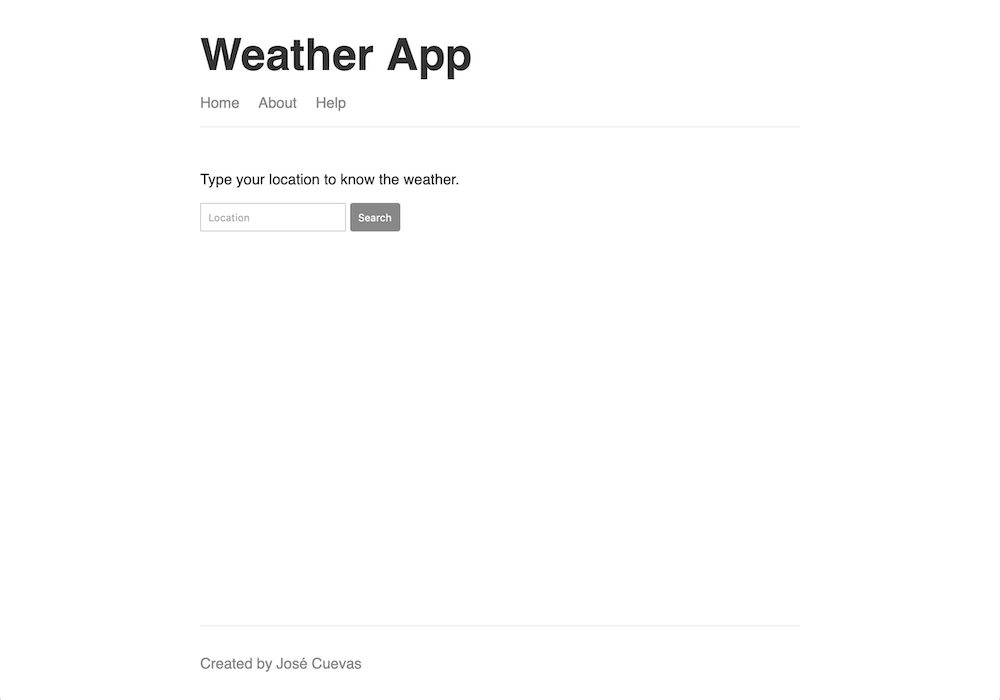 Weather App
Home About Help
Type your location to know the weather.
Location Search
Created by José Cuevas